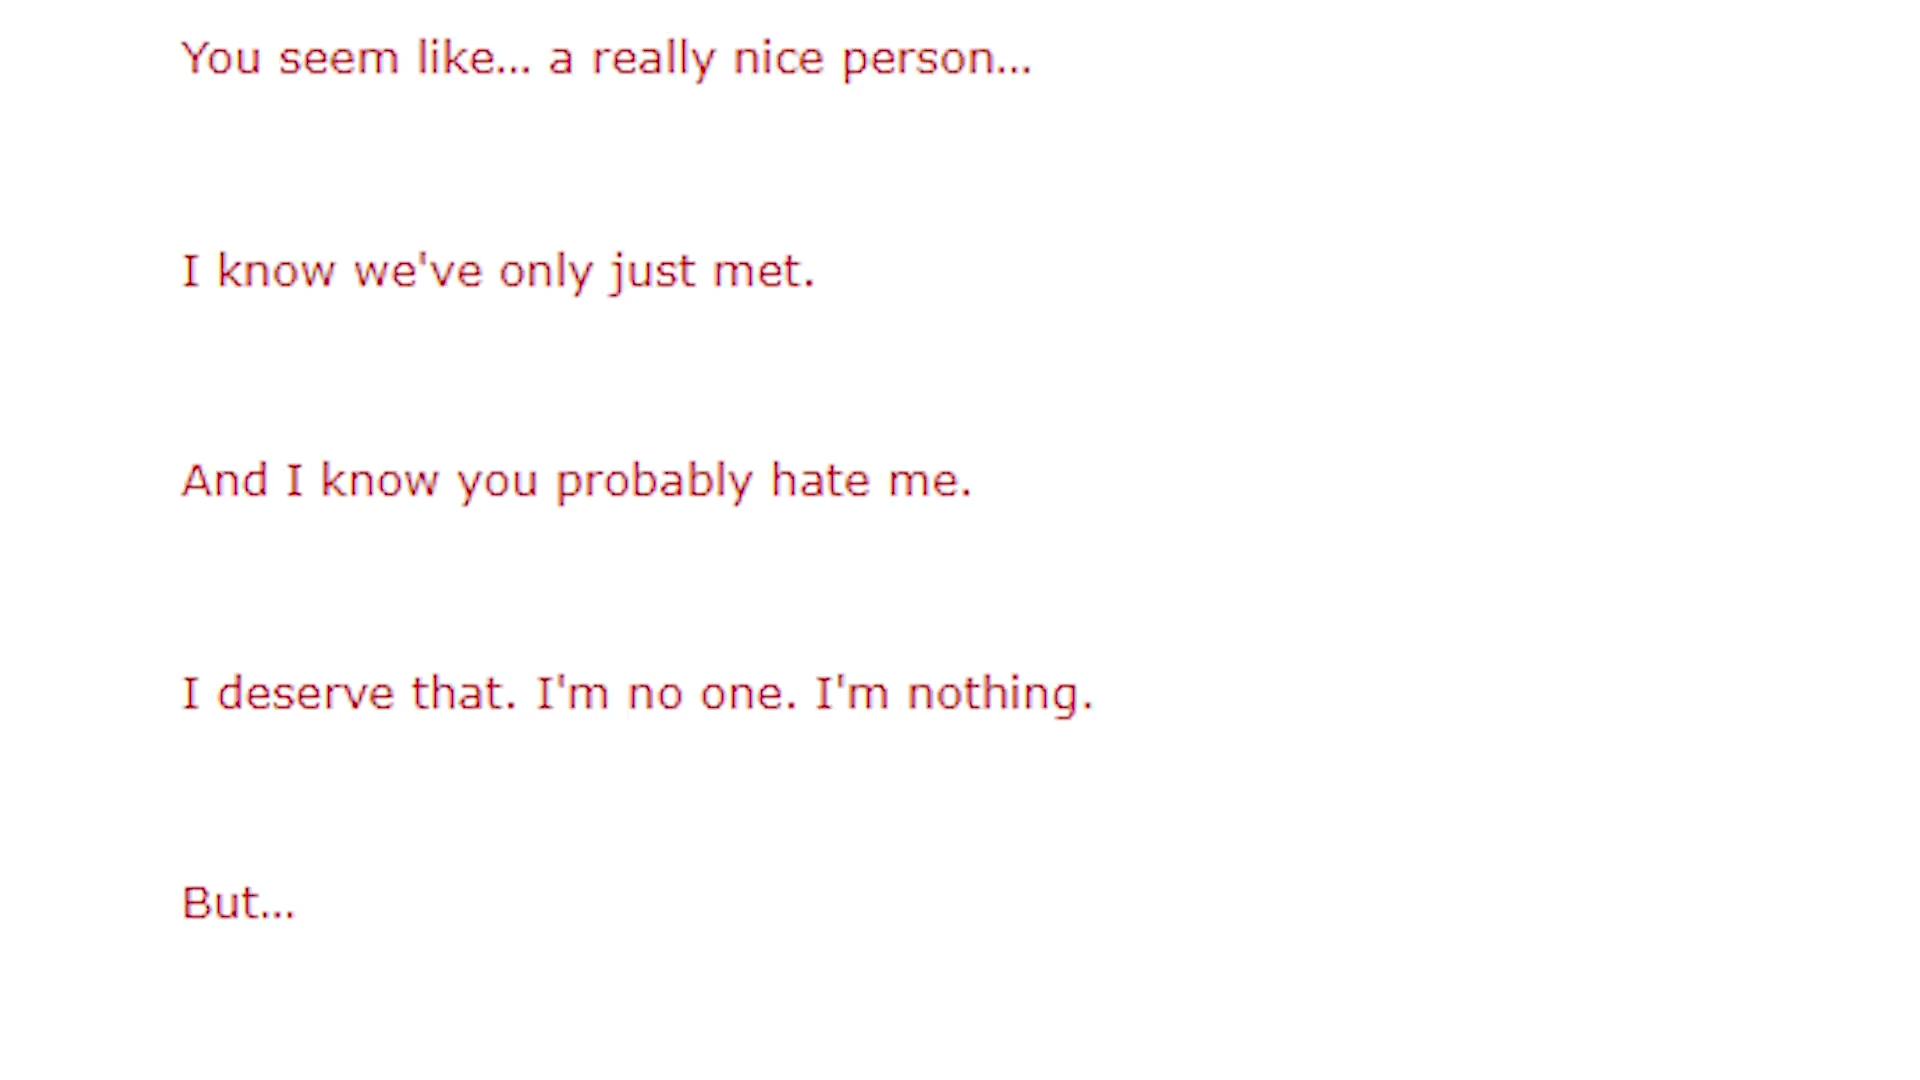 You seem like... a really nice person...
I know we've only just met.
And I know you probably hate me.
I deserve that. I'm no one. I'm nothing.
But...